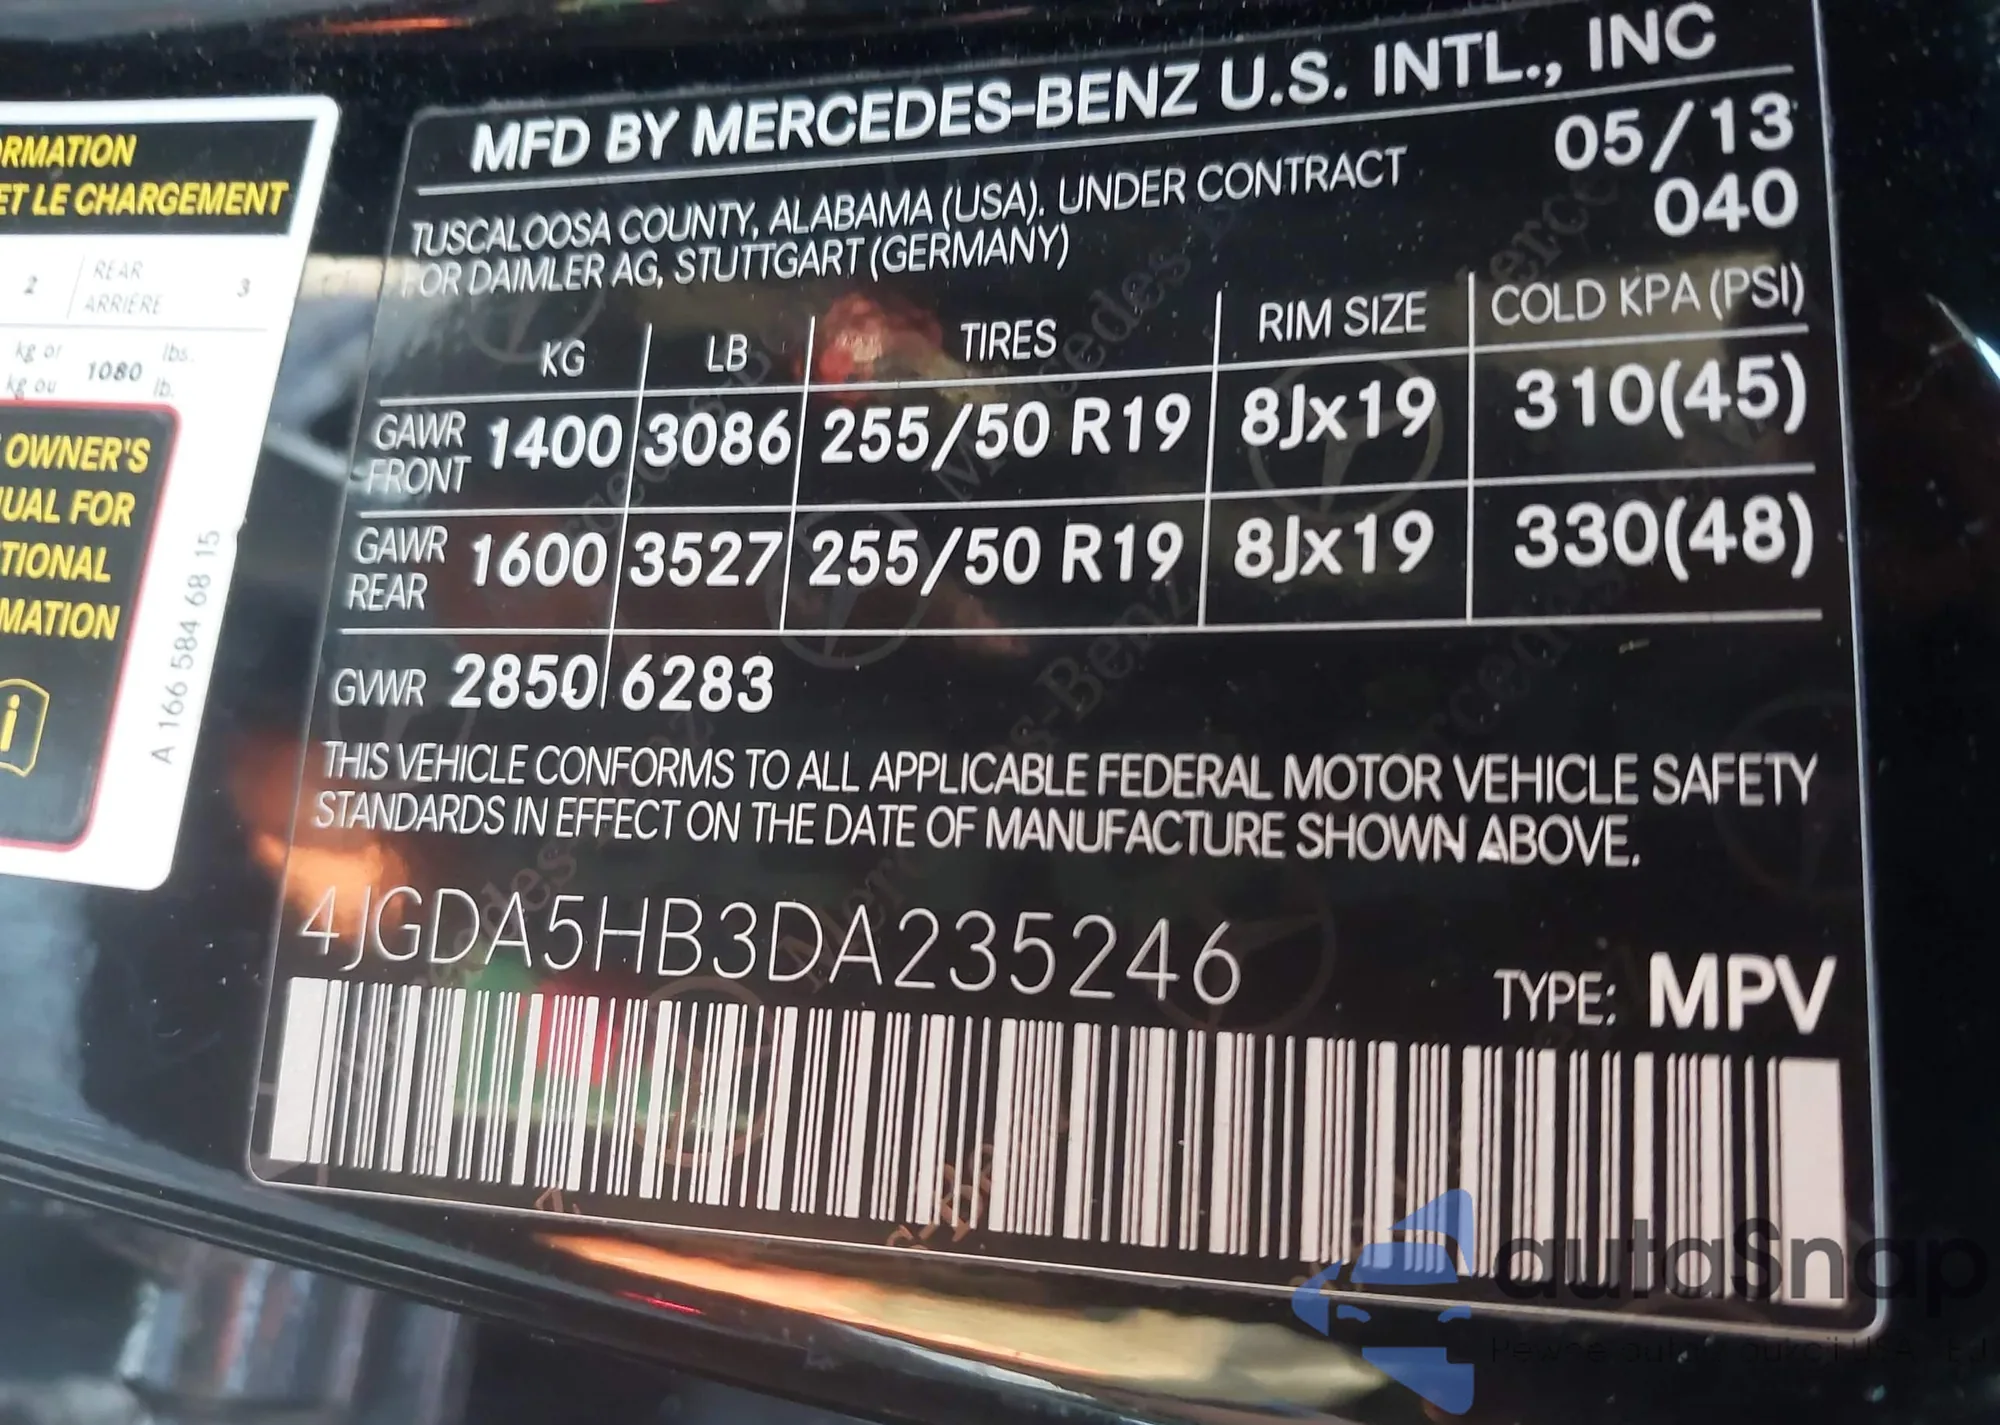 RMATION
ET LE CHARGEMENT
2 REAR 3
ARRIÈRE
kg or 1080 lbs.
kg ou lb.
OWNER'S
UAL FOR
TIONAL
MATION
i
A 166 584 68 15
MFD BY MERCEDES-BENZ U.S. INTL., INC
TUSCALOOSA COUNTY, ALABAMA (USA). UNDER CONTRACT
FOR DAIMLER AG, STUTTGART (GERMANY)
05/13
040
KG LB TIRES RIM SIZE COLD KPA (PSI)
GAWR FRONT 1400 3086 255/50 R19 8Jx19 310(45)
GAWR REAR 1600 3527 255/50 R19 8Jx19 330(48)
GVWR 2850 6283
THIS VEHICLE CONFORMS TO ALL APPLICABLE FEDERAL MOTOR VEHICLE SAFETY
STANDARDS IN EFFECT ON THE DATE OF MANUFACTURE SHOWN ABOVE.
4JGDA5HB3DA235246
TYPE: MPV
autaSnap